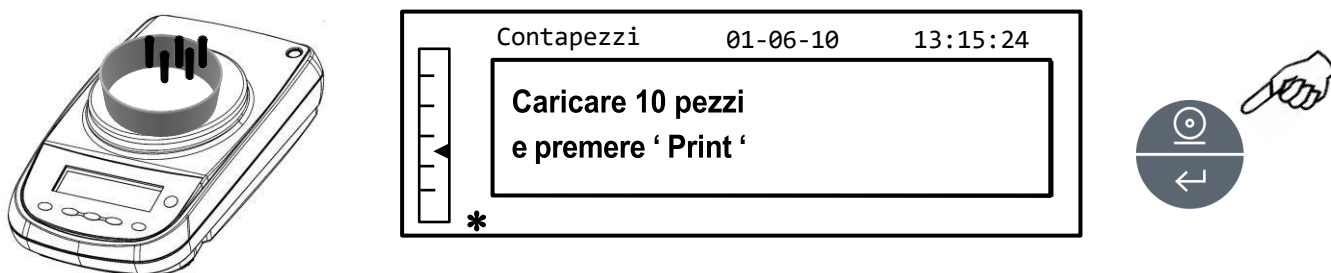 Contapezzi 01-06-10 13:15:24
Caricare 10 pezzi
e premere ‘ Print ‘
*